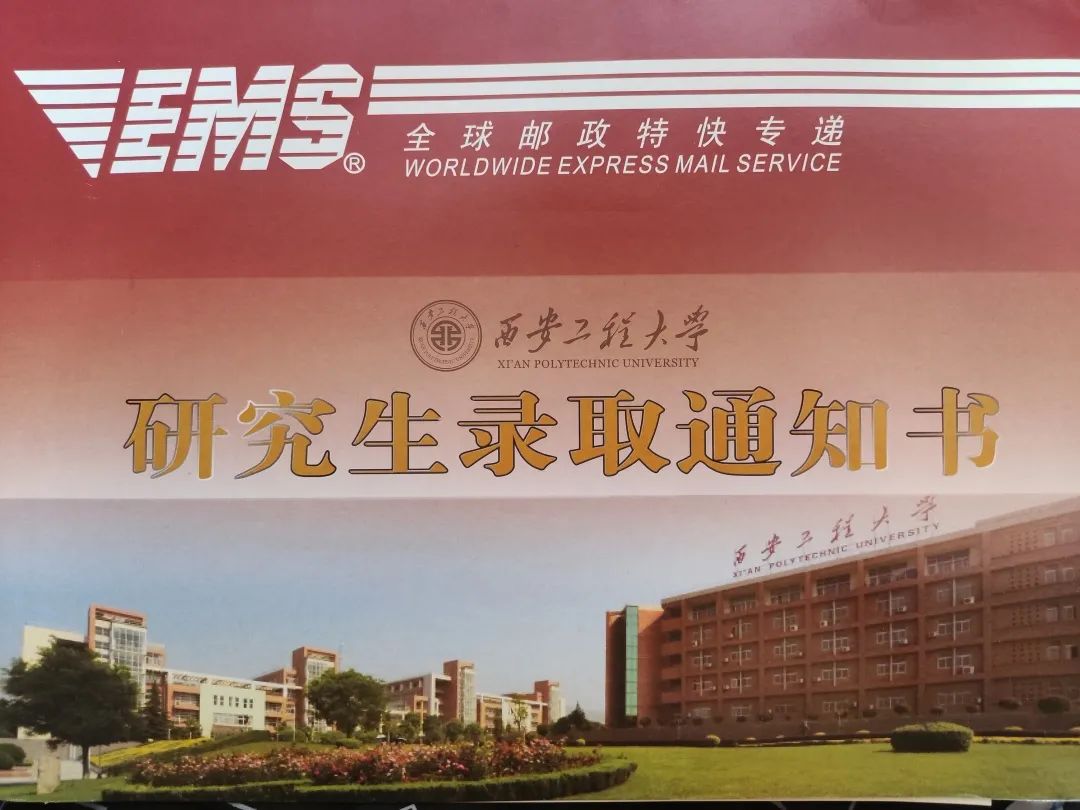 EMS®
全球邮政特快专递
WORLDWIDE EXPRESS MAIL SERVICE
西安工程大学
XI'AN POLYTECHNIC UNIVERSITY
研究生录取通知书
西安工程大学
XI'AN POLYTECHNIC UNIVERSITY